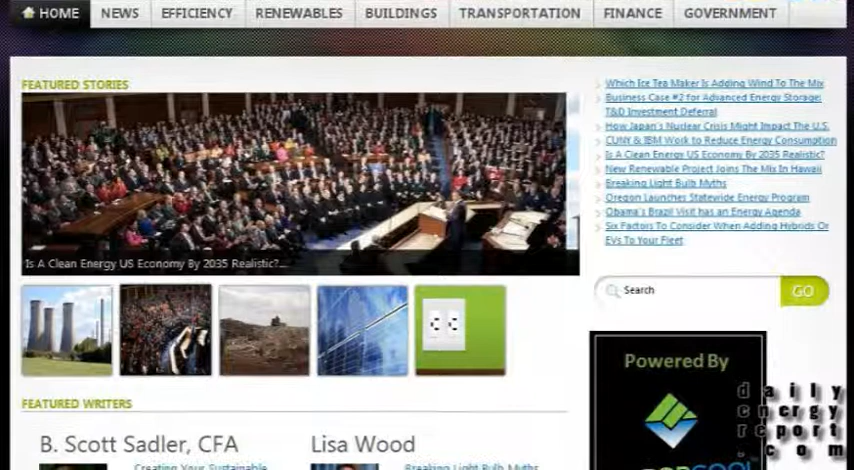 HOME NEWS EFFICIENCY RENEWABLES BUILDINGS TRANSPORTATION FINANCE GOVERNMENT
FEATURED STORIES
Is A Clean Energy US Economy By 2035 Realistic?...
Which Ice Tea Maker Is Adding Wind To The Mix
Business Case #2 for Advanced Energy Storage:
T&D Investment Deferral
How Japan's Nuclear Crisis Might Impact The U.S.
CUNY & IBM Work to Reduce Energy Consumption
Is A Clean Energy US Economy By 2035 Realistic?
New Renewable Project Joins The Mix In Hawaii
Breaking Light Bulb Myths
Oregon Launches Statewide Energy Program
Obama's Brazil Visit has an Energy Agenda
Six Factors To Consider When Adding Hybrids Or
EVs To Your Fleet
Search GO
Powered By
daily
energy
report
.com
FEATURED WRITERS
B. Scott Sadler, CFA
Creating Your Sustainable
Lisa Wood
Breaking Light Bulb Myths